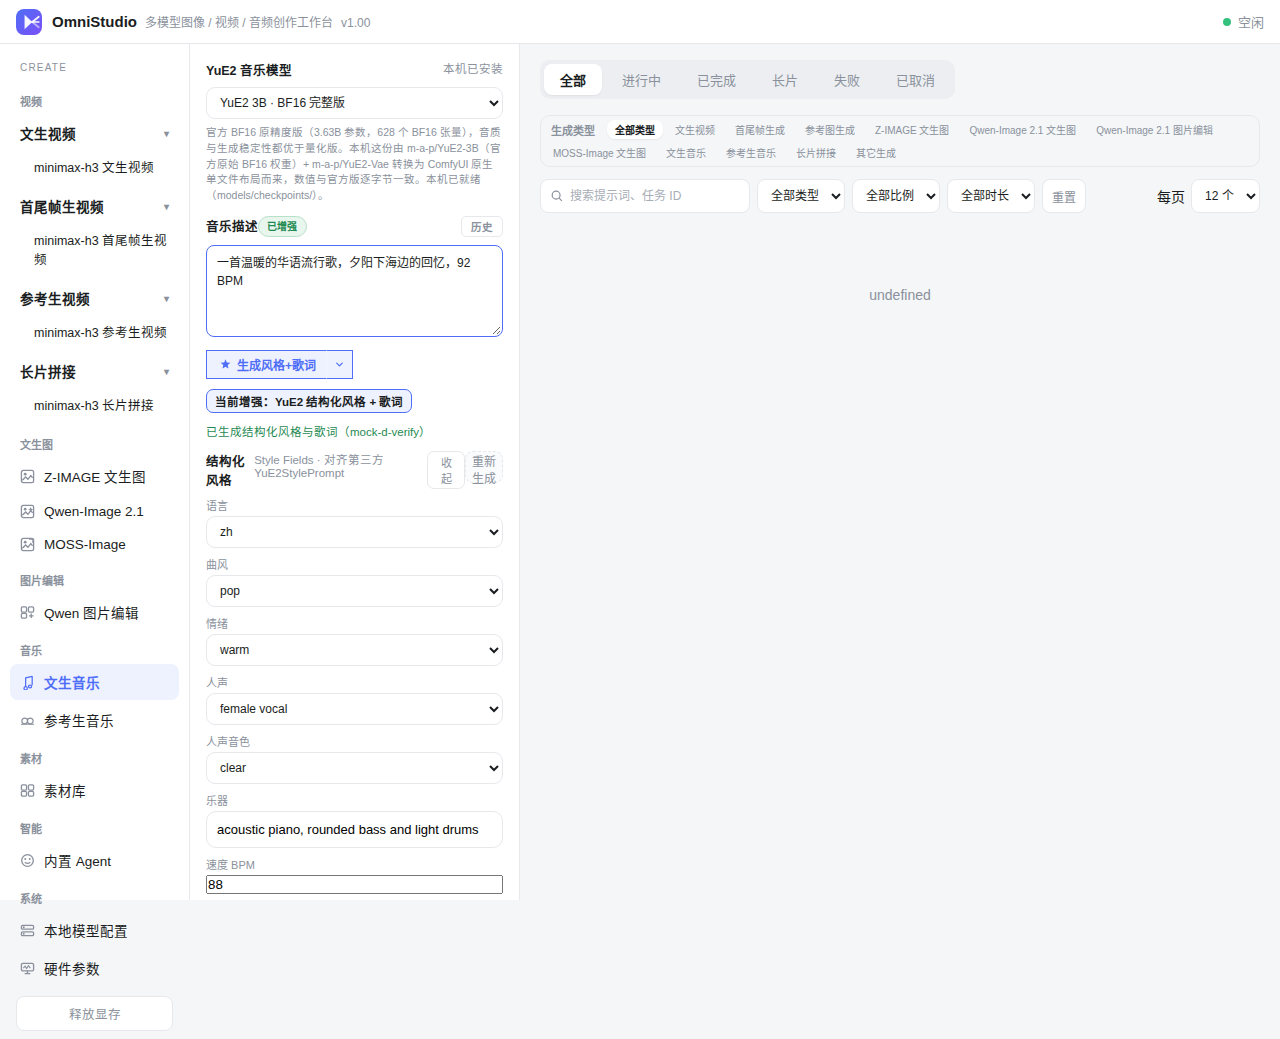 OmniStudio 多模型图像 / 视频 / 音频创作工作台 v1.00
空闲
CREATE
视频
文生视频
minimax-h3 文生视频
首尾帧生视频
minimax-h3 首尾帧生视
频
参考生视频
minimax-h3 参考生视频
长片拼接
minimax-h3 长片拼接
文生图
Z-IMAGE 文生图
Qwen-Image 2.1
MOSS-Image
图片编辑
Qwen 图片编辑
音乐
文生音乐
参考生音乐
素材
素材库
智能
内置 Agent
系统
本地模型配置
硬件参数
释放显存
YuE2 音乐模型 本机已安装
YuE2 3B · BF16 完整版
官方 BF16 原精度版（3.63B 参数，628 个 BF16 张量），音质
与生成稳定性都优于量化版。本机这份由 m-a-p/YuE2-3B（官
方原始 BF16 权重）+ m-a-p/YuE2-Vae 转换为 ComfyUI 原生
单文件布局而来，数值与官方版逐字节一致。本机已就绪
（models/checkpoints/）。
音乐描述 已增强 历史
一首温暖的华语流行歌，夕阳下海边的回忆，92
BPM
生成风格+歌词
当前增强：YuE2 结构化风格 + 歌词
已生成结构化风格与歌词（mock-d-verify）
结构化
风格
Style Fields · 对齐第三方
YuE2StylePrompt
收
起
重新
生成
语言
zh
曲风
pop
情绪
warm
人声
female vocal
人声音色
clear
乐器
acoustic piano, rounded bass and light drums
速度 BPM
88
全部 进行中 已完成 长片 失败 已取消
生成类型 全部类型 文生视频 首尾帧生成 参考图生成 Z-IMAGE 文生图 Qwen-Image 2.1 文生图 Qwen-Image 2.1 图片编辑
MOSS-Image 文生图 文生音乐 参考生音乐 长片拼接 其它生成
搜索提示词、任务 ID 全部类型 全部比例 全部时长 重置 每页 12 个
undefined